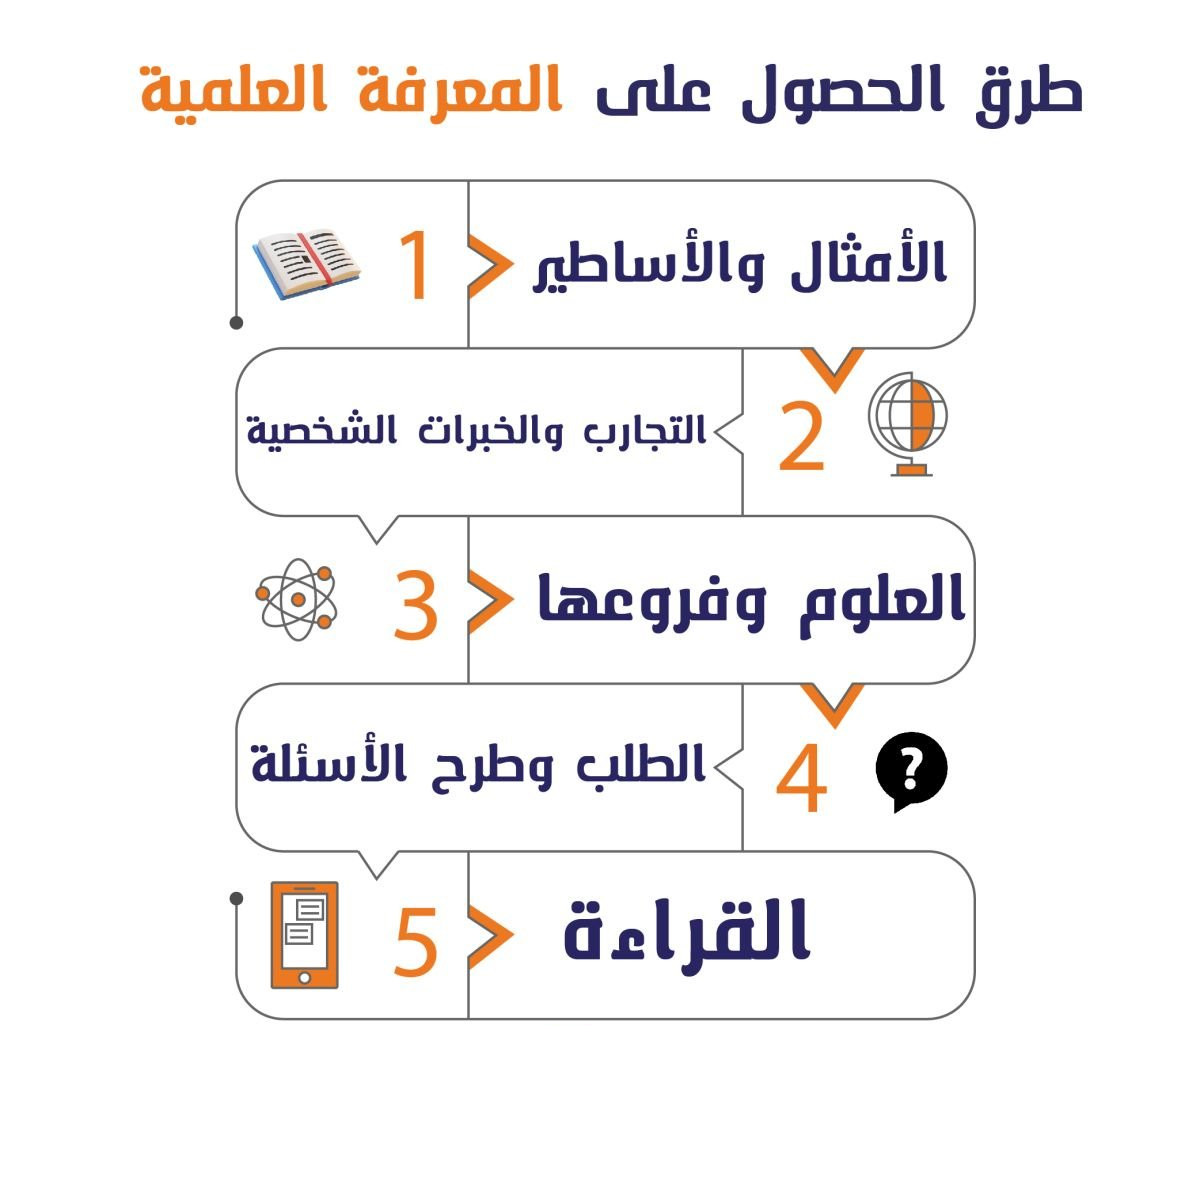 طرق الحصول على المعرفة العلمية
1
الأمثال والأساطير
2
التجارب والخبرات الشخصية
3
العلوم وفروعها
4
?
الطلب وطرح الأسئلة
5
القراءة